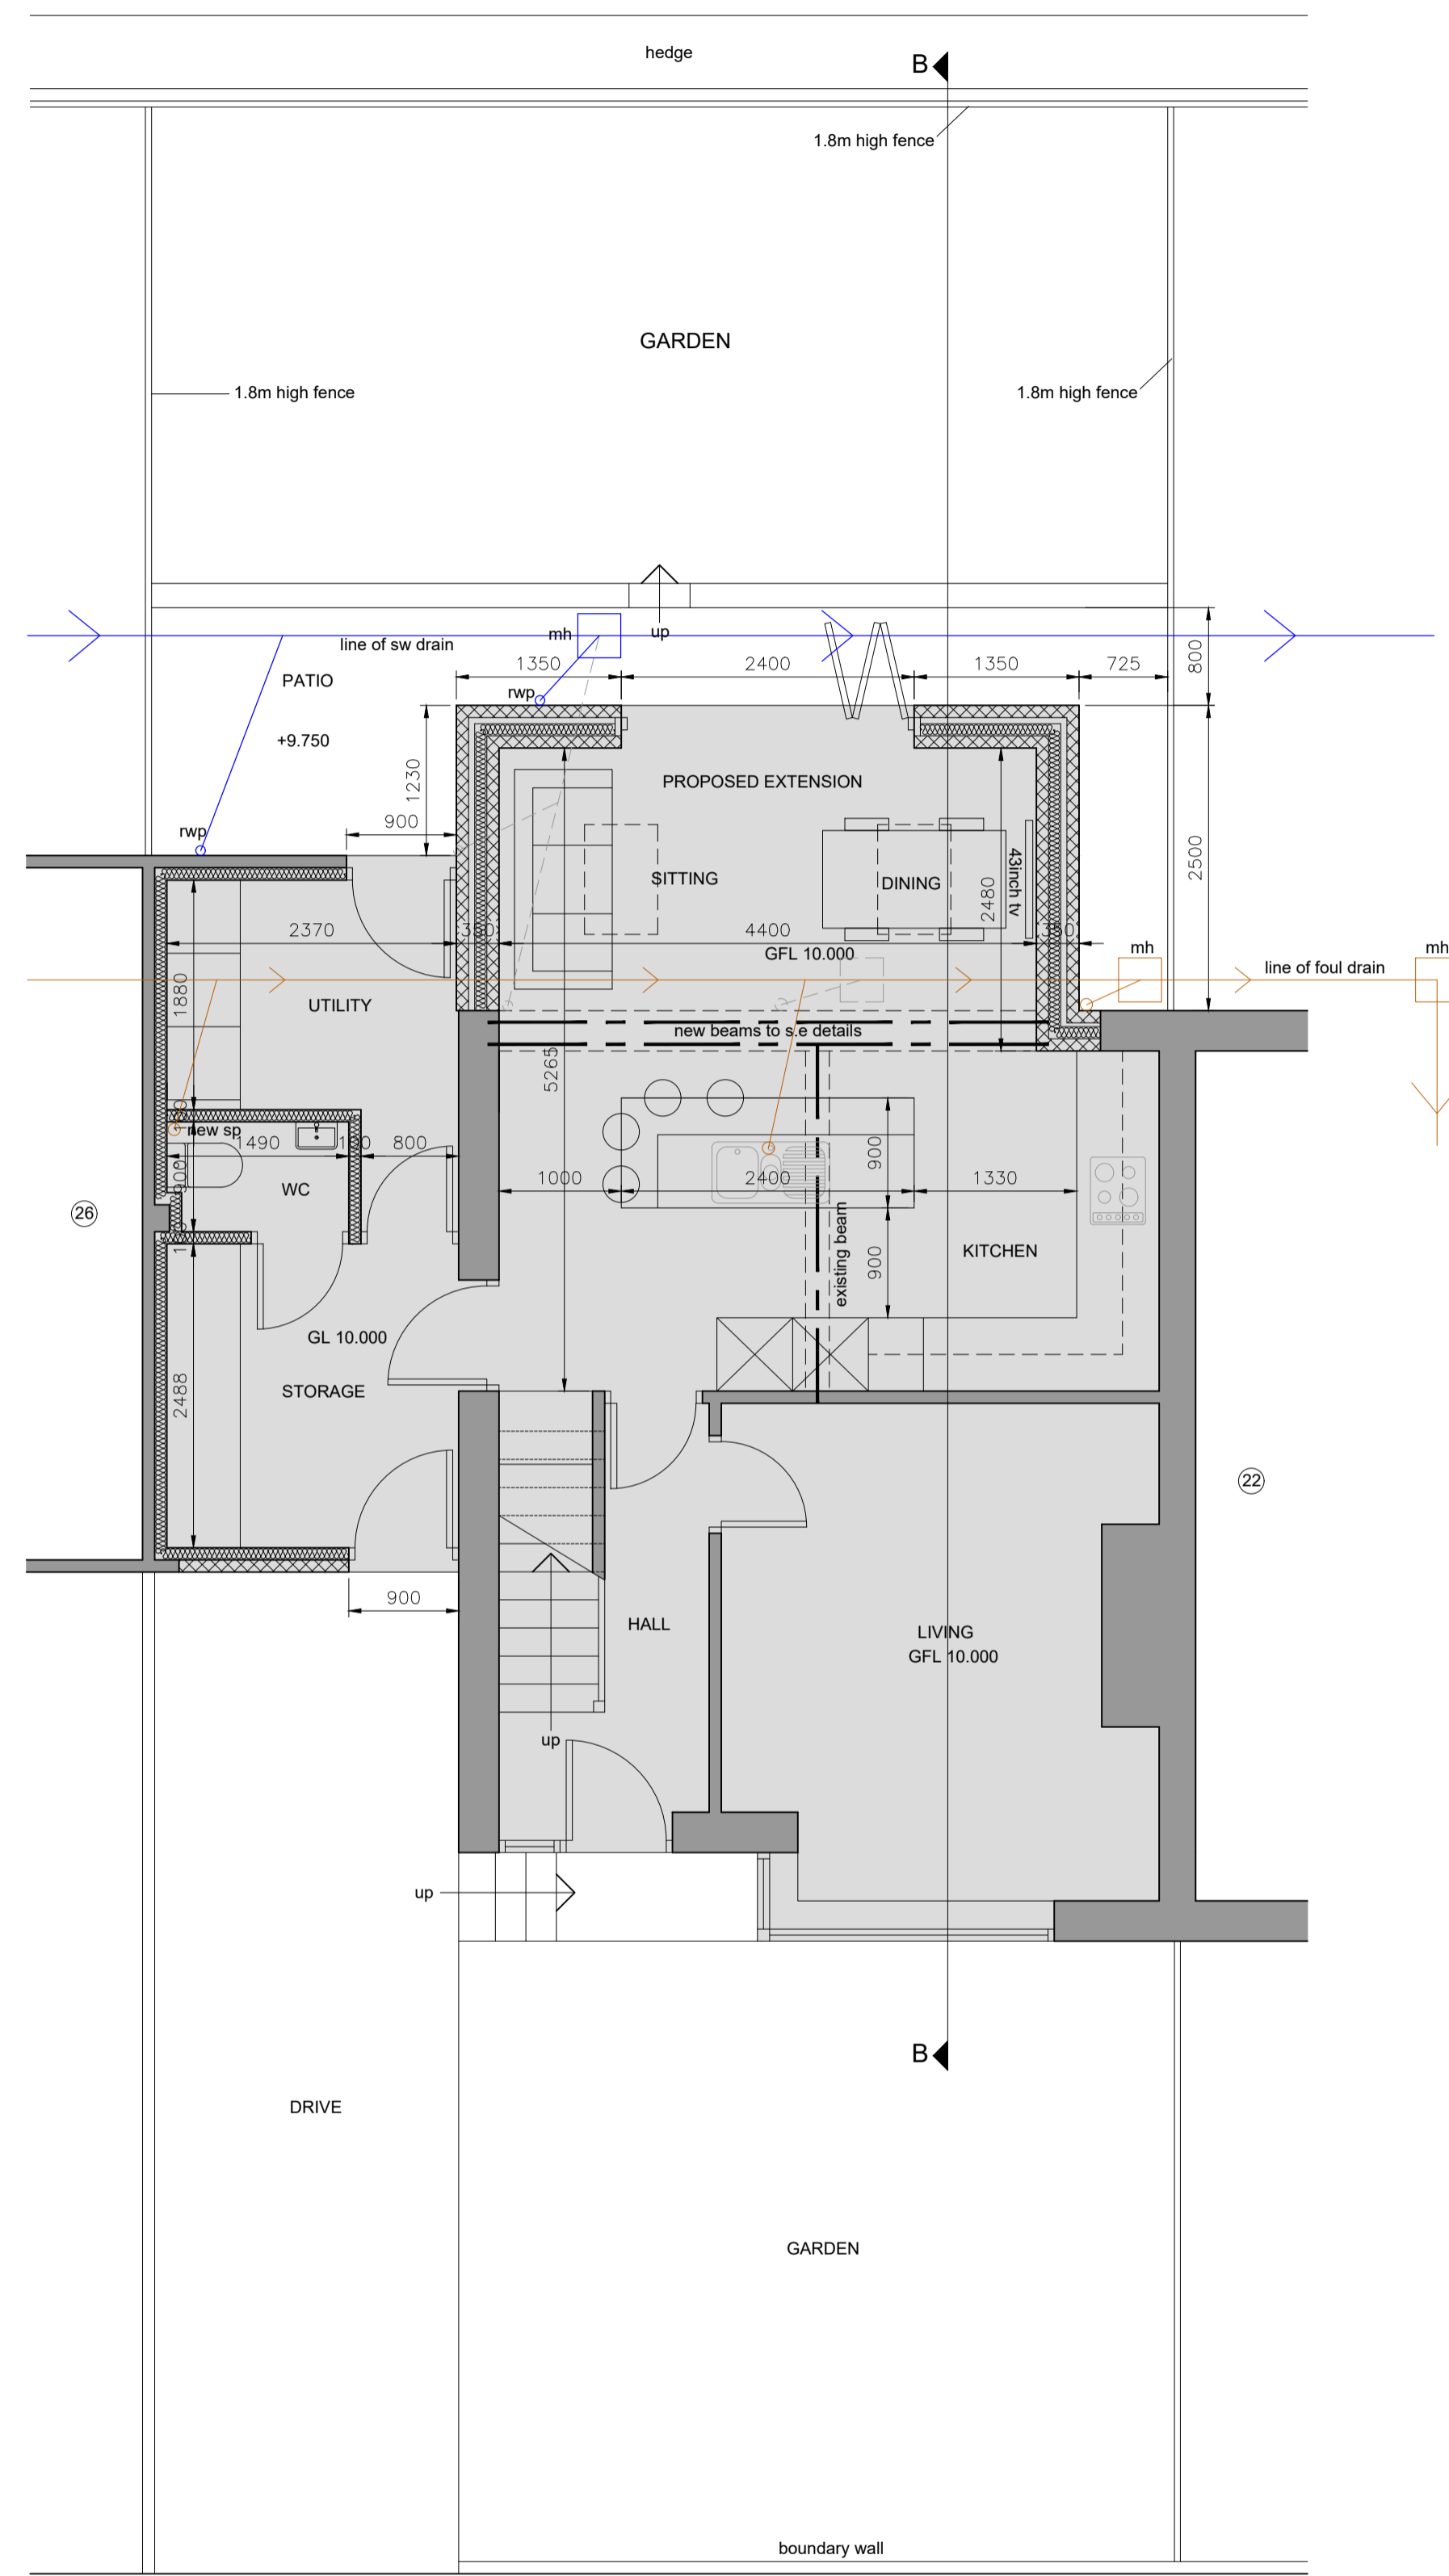 hedge
B
1.8m high fence
GARDEN
1.8m high fence
1.8m high fence
mh
up
line of sw drain
PATIO
1350
2400
1350
725
800
rwp
+9.750
1230
PROPOSED EXTENSION
900
rwp
SITTING
DINING
43inch tv
2480
2500
2370
350
4400
350
GFL 10.000
mh
mh
line of foul drain
1880
UTILITY
new beams to s.e details
5265
100
new sp
1490
100
800
900
WC
1000
2400
900
1330
26
100
existing beam
900
KITCHEN
GL 10.000
STORAGE
2488
22
900
HALL
LIVING
GFL 10.000
up
up
B
DRIVE
GARDEN
boundary wall